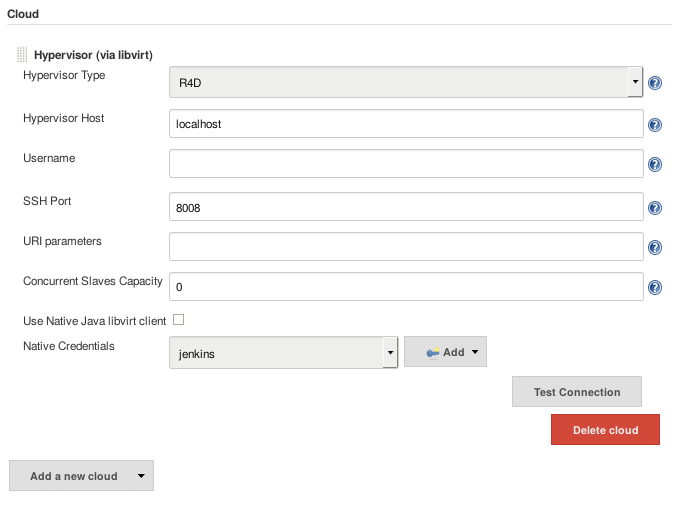 Cloud
Hypervisor (via libvirt)
Hypervisor Type
R4D
Hypervisor Host
localhost
Username
SSH Port
8008
URI parameters
Concurrent Slaves Capacity
0
Use Native Java libvirt client
Native Credentials
jenkins
Add
Test Connection
Delete cloud
Add a new cloud